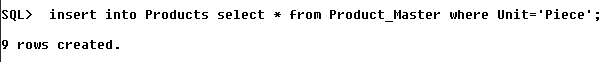 SQL>  insert into Products select * from Product_Master where Unit='Piece';
9 rows created.